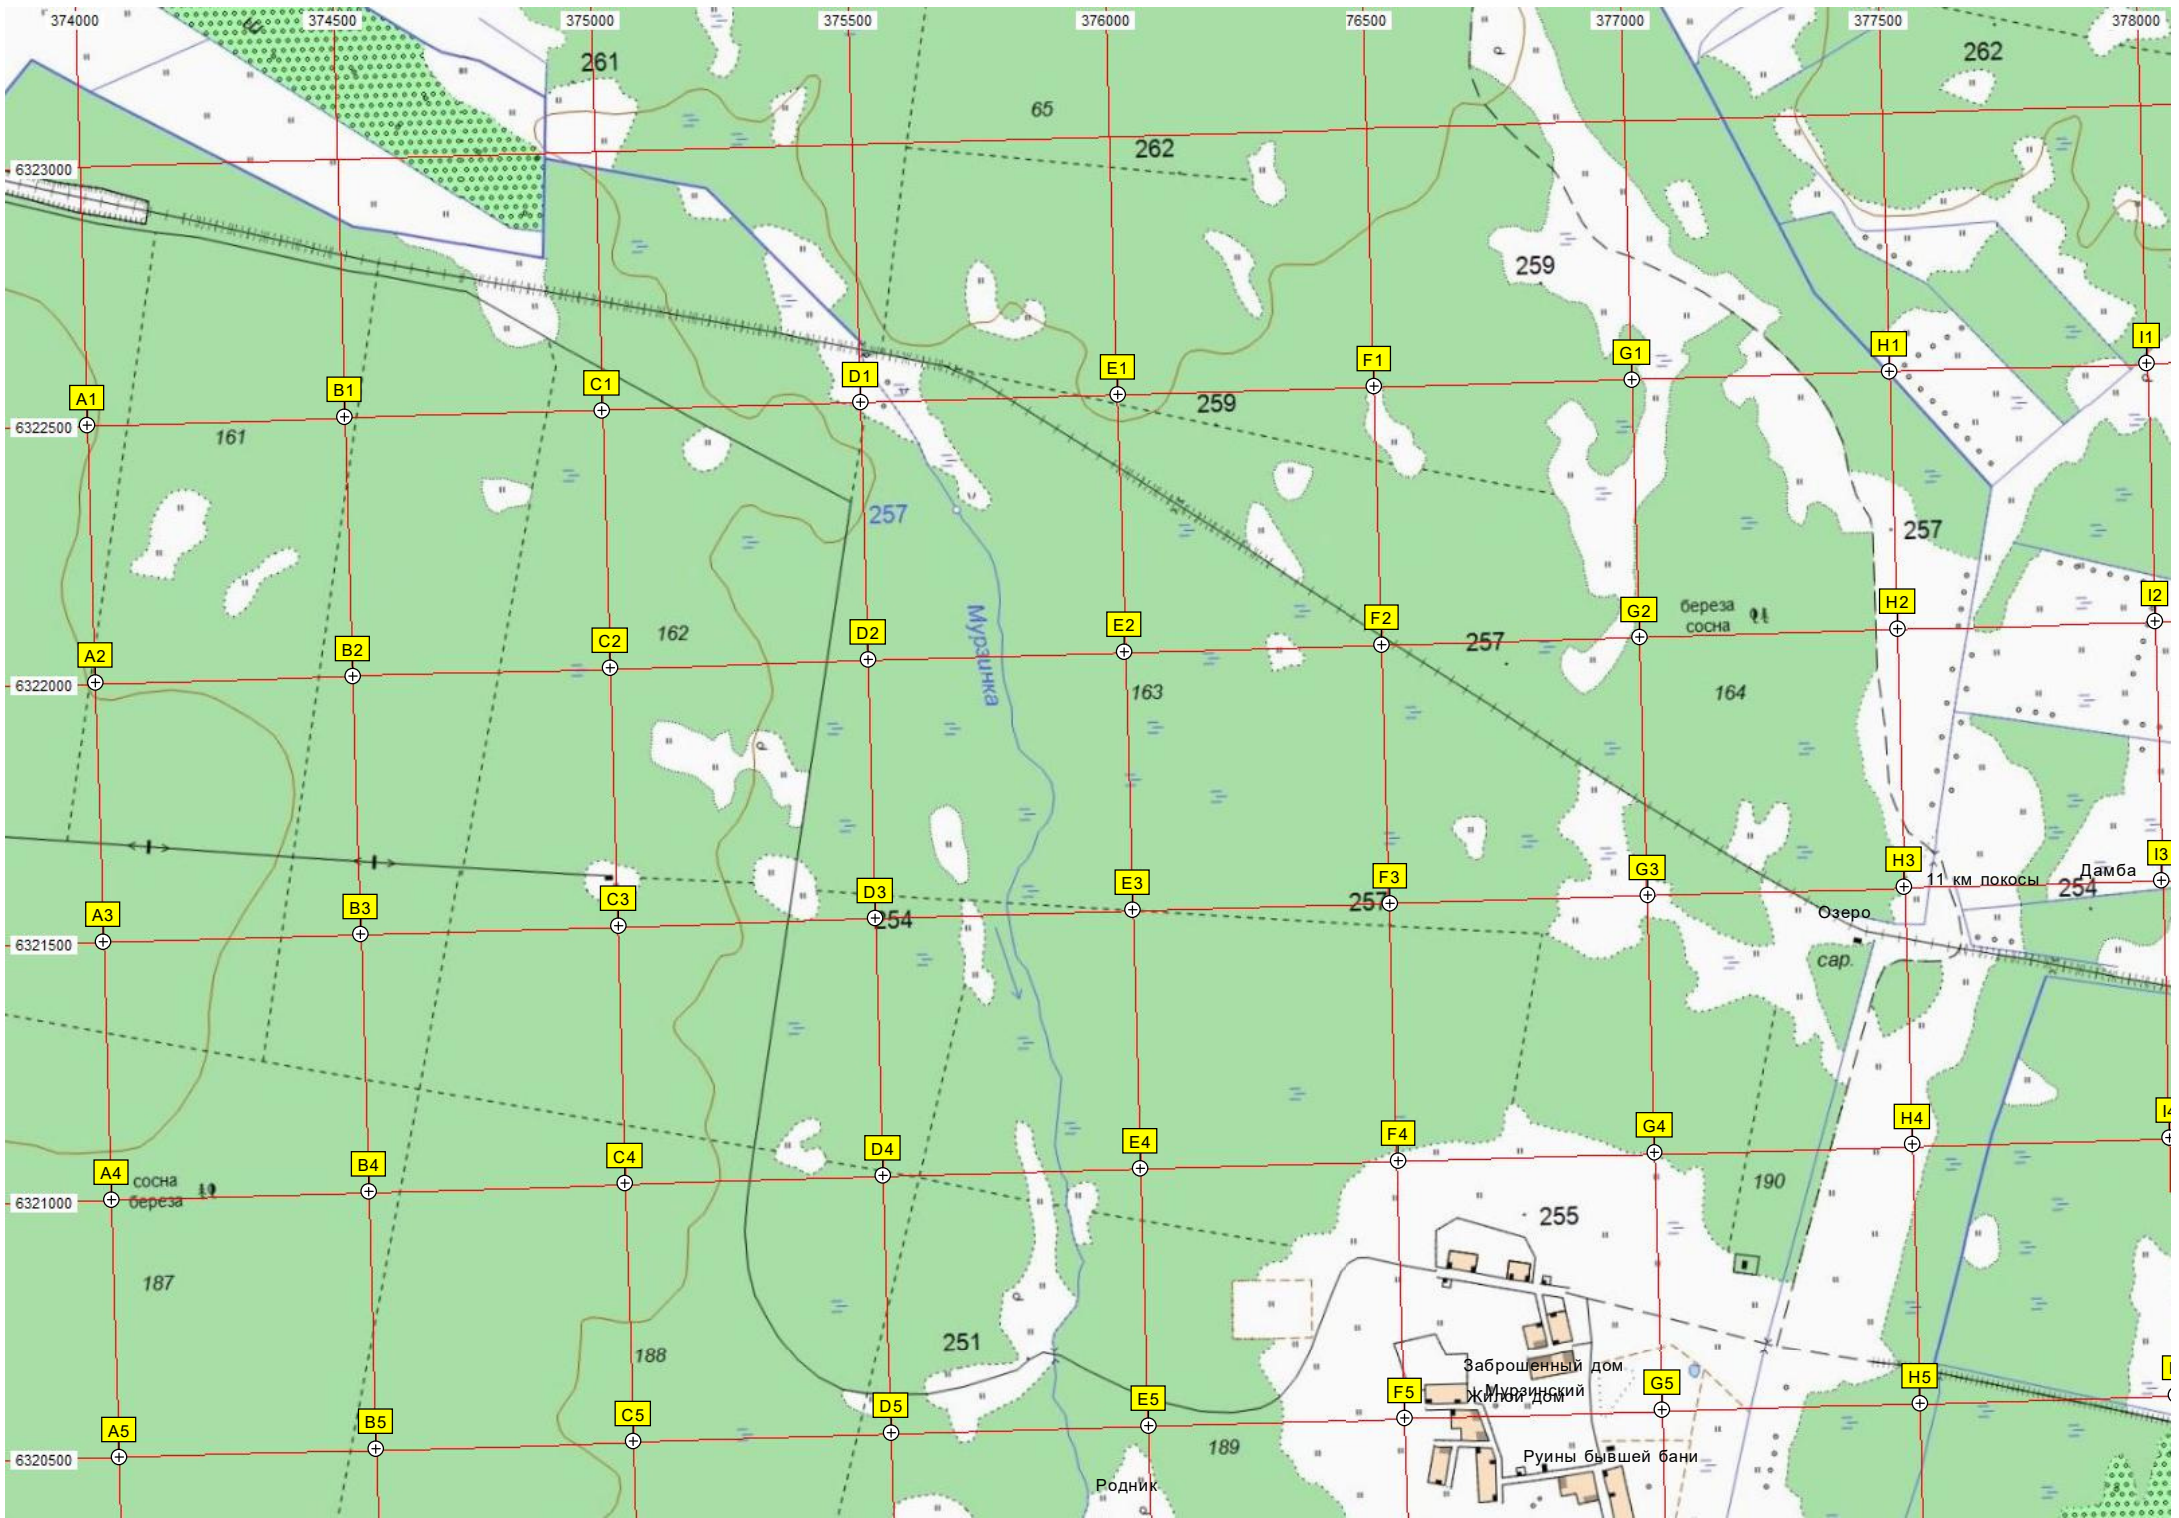 374000 374500 375000 375500 376000 76500 377000 377500 378000
261
262
65
262
6323000
259
A1 B1 C1 D1 E1 F1 G1 H1 I1
6322500
161
259
257
257
A2 B2 C2 D2 E2 F2 G2 H2 I2
береза
сосна
162
Мурзинка
257
6322000
163
164
A3 B3 C3 D3 E3 F3 G3 H3 I3
11 км покосы
Дамба
254
257
254
Озеро
6321500
сар.
A4 B4 C4 D4 E4 F4 G4 H4 I4
сосна
береза
190
6321000
255
187
251
188
Заброшенный дом
Мурзинский
Жилой дом
A5 B5 C5 D5 E5 F5 G5 H5
189
Руины бывшей бани
6320500
Родник